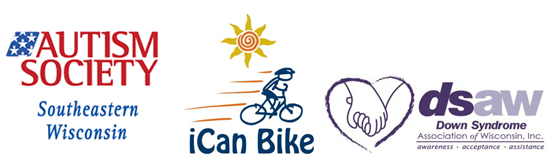 AUTISM
SOCIETY
Southeastern
Wisconsin
iCan Bike
dsaw
Down Syndrome
Association of Wisconsin, Inc.
awareness · acceptance · assistance